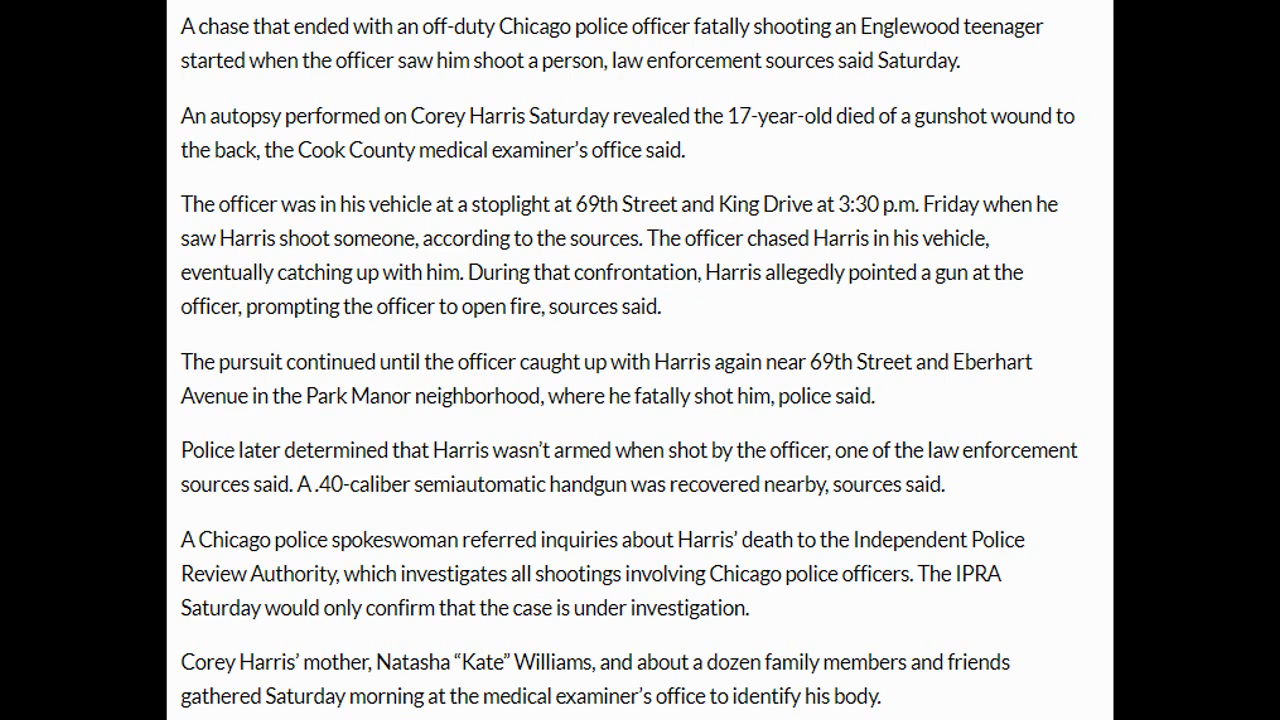 A chase that ended with an off-duty Chicago police officer fatally shooting an Englewood teenager
started when the officer saw him shoot a person, law enforcement sources said Saturday.
An autopsy performed on Corey Harris Saturday revealed the 17-year-old died of a gunshot wound to
the back, the Cook County medical examiner’s office said.
The officer was in his vehicle at a stoplight at 69th Street and King Drive at 3:30 p.m. Friday when he
saw Harris shoot someone, according to the sources. The officer chased Harris in his vehicle,
eventually catching up with him. During that confrontation, Harris allegedly pointed a gun at the
officer, prompting the officer to open fire, sources said.
The pursuit continued until the officer caught up with Harris again near 69th Street and Eberhart
Avenue in the Park Manor neighborhood, where he fatally shot him, police said.
Police later determined that Harris wasn’t armed when shot by the officer, one of the law enforcement
sources said. A .40-caliber semiautomatic handgun was recovered nearby, sources said.
A Chicago police spokeswoman referred inquiries about Harris’ death to the Independent Police
Review Authority, which investigates all shootings involving Chicago police officers. The IPRA
Saturday would only confirm that the case is under investigation.
Corey Harris’ mother, Natasha “Kate” Williams, and about a dozen family members and friends
gathered Saturday morning at the medical examiner’s office to identify his body.